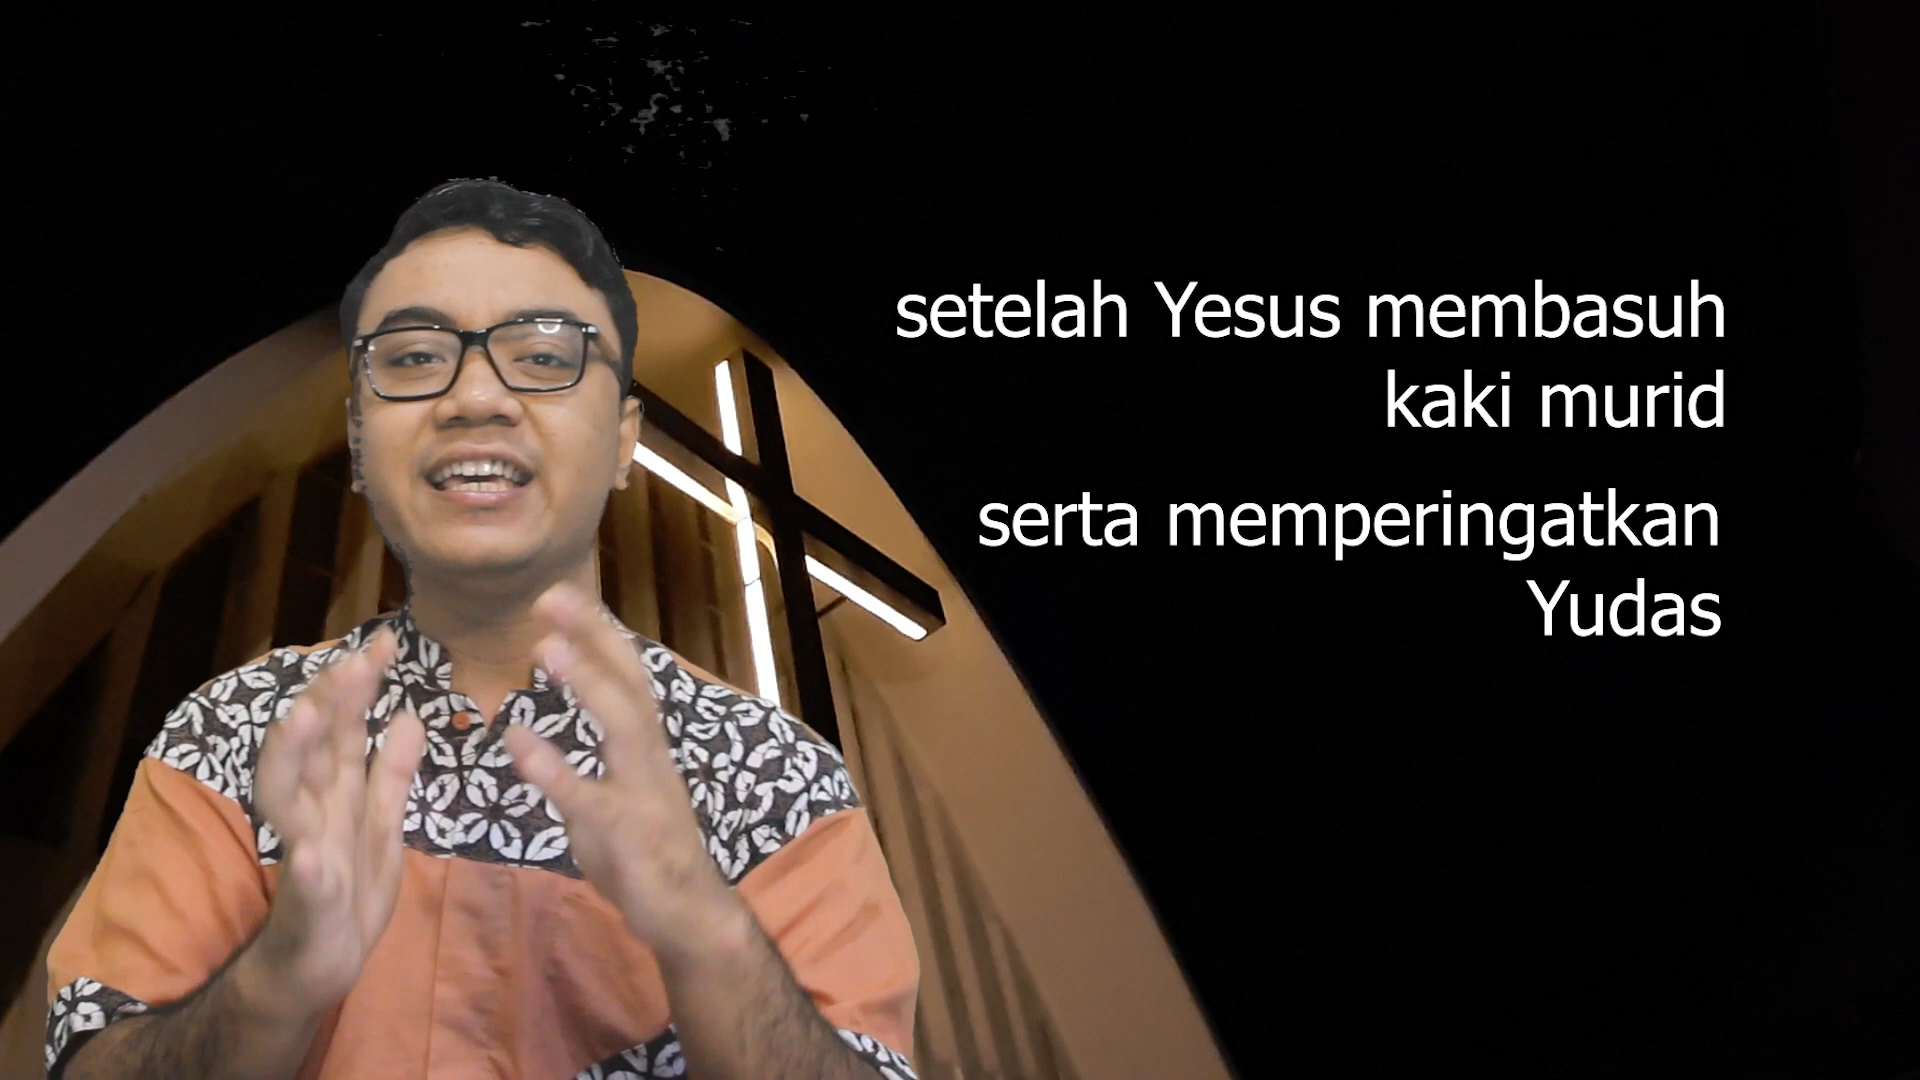 setelah Yesus membasuh
kaki murid
serta memperingatkan
Yudas